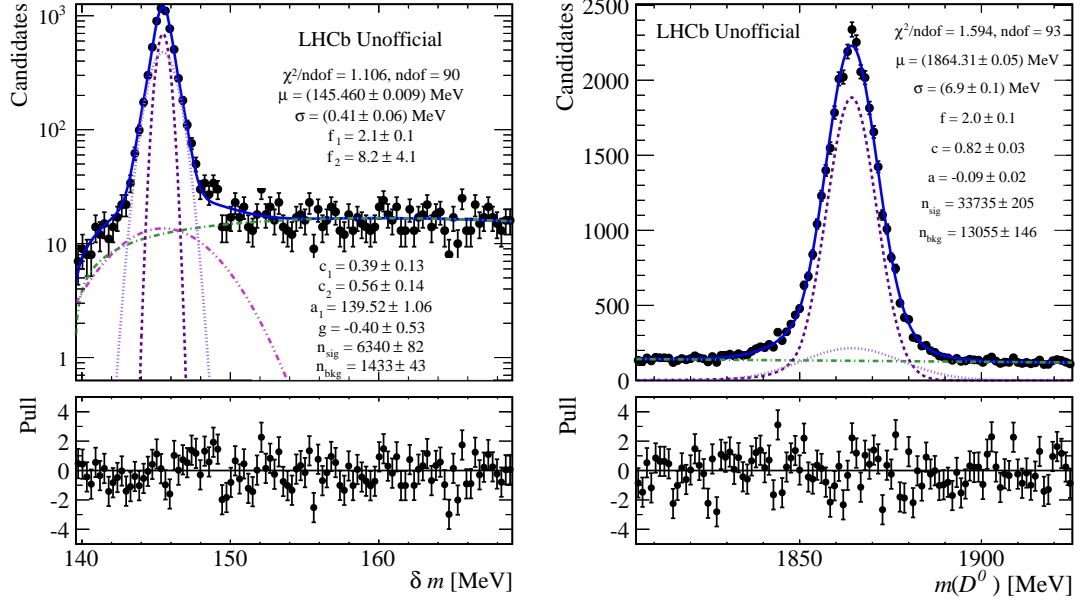 Candidates
10³
10²
10
1
LHCb Unofficial
χ²/ndof = 1.106, ndof = 90
μ = (145.460 ± 0.009) MeV
σ = (0.41 ± 0.06) MeV
f₁ = 2.1 ± 0.1
f₂ = 8.2 ± 4.1
c₁ = 0.39 ± 0.13
c₂ = 0.56 ± 0.14
a₁ = 139.52 ± 1.06
g = -0.40 ± 0.53
n_sig = 6340 ± 82
n_bkg = 1433 ± 43
Pull
4
2
0
-2
-4
140 150 160
δ m [MeV]
Candidates
2500
2000
1500
1000
500
0
LHCb Unofficial
χ²/ndof = 1.594, ndof = 93
μ = (1864.31 ± 0.05) MeV
σ = (6.9 ± 0.1) MeV
f = 2.0 ± 0.1
c = 0.82 ± 0.03
a = -0.09 ± 0.02
n_sig = 33735 ± 205
n_bkg = 13055 ± 146
Pull
4
2
0
-2
-4
1850 1900
m(D⁰) [MeV]